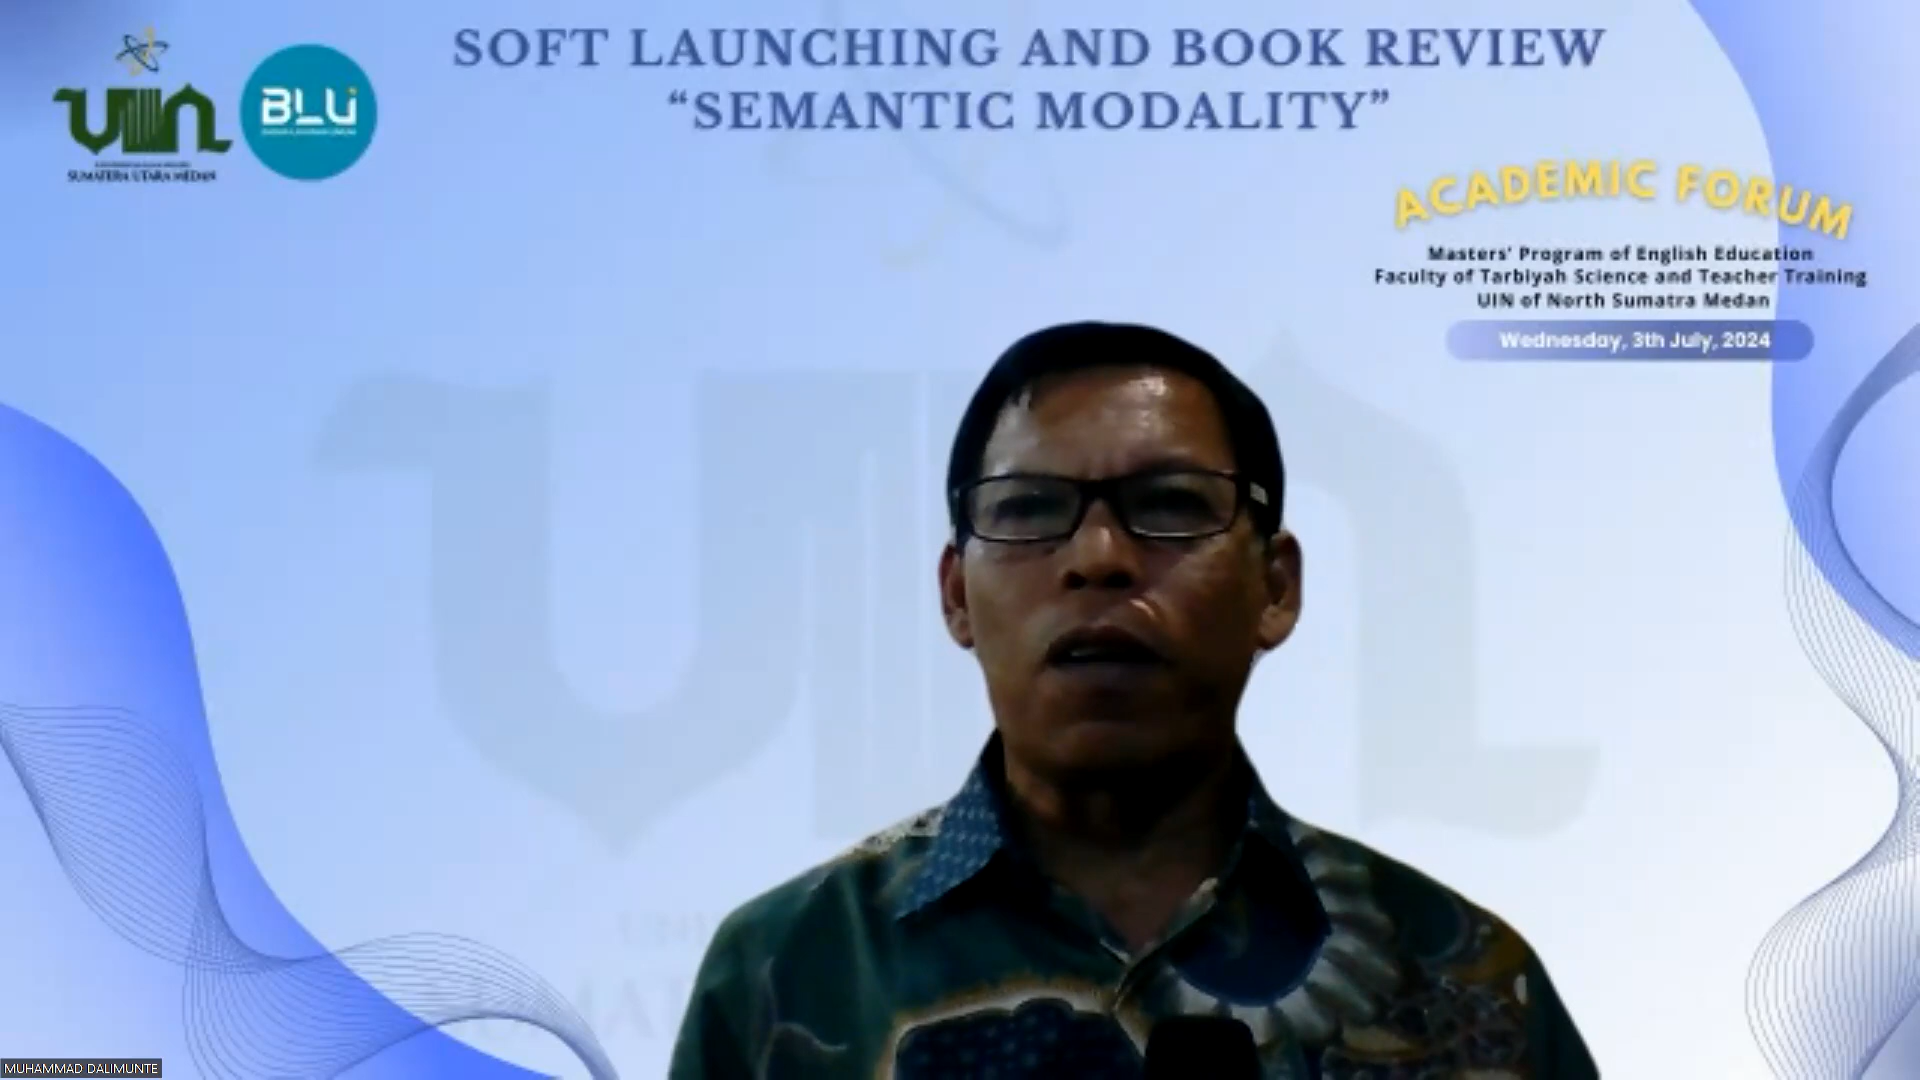 SOFT LAUNCHING AND BOOK REVIEW
“SEMANTIC MODALITY”
UIN
SUMATERA UTARA MEDAN
BLU
ACADEMIC FORUM
Masters' Program of English Education
Faculty of Tarbiyah Science and Teacher Training
UIN of North Sumatra Medan
Wednesday, 3th July, 2024
MUHAMMAD DALIMUNTE